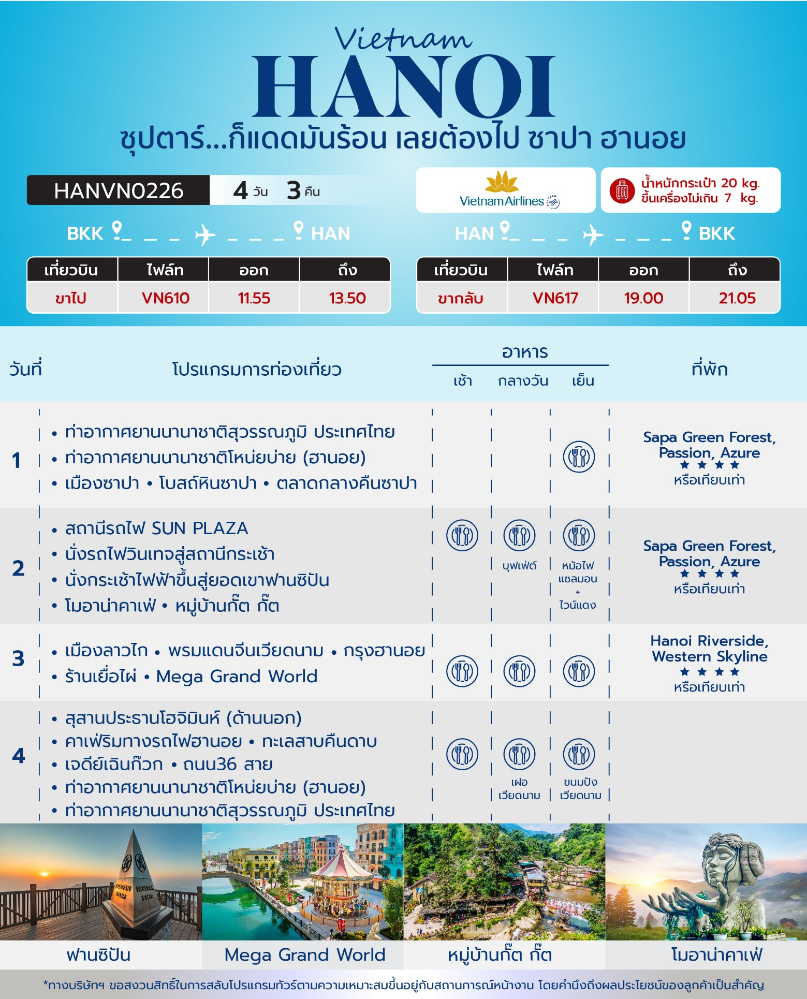 Vietnam
HANOI
ซุปตาร์...ก็แดดมันร้อน เลยต้องไป ซาปา ฮานอย
HANVN0226 4 วัน 3 คืน
Vietnam Airlines SKYTEAM
น้ำหนักกระเป๋า 20 kg.
ขึ้นเครื่องไม่เกิน 7 kg.
BKK HAN
เที่ยวบิน ไฟล์ท ออก ถึง
ขาไป VN610 11.55 13.50
HAN BKK
เที่ยวบิน ไฟล์ท ออก ถึง
ขากลับ VN617 19.00 21.05
วันที่ โปรแกรมการท่องเที่ยว อาหาร ที่พัก
เช้า กลางวัน เย็น
1
• ท่าอากาศยานนานาชาติสุวรรณภูมิ ประเทศไทย
• ท่าอากาศยานนานาชาติโหน่ยบ่าย (ฮานอย)
• เมืองซาปา • โบสถ์หินซาปา • ตลาดกลางคืนซาปา
Sapa Green Forest,
Passion, Azure
★ ★ ★ ★
หรือเทียบเท่า
2
• สถานีรถไฟ SUN PLAZA
• นั่งรถไฟวินเทจสู่สถานีกระเช้า
• นั่งกระเช้าไฟฟ้าขึ้นสู่ยอดเขาฟานซิปัน
• โมอาน่าคาเฟ่ • หมู่บ้านกั๊ต กั๊ต
บุฟเฟ่ต์
หม้อไฟ
แซลมอน
+
ไวน์แดง
Sapa Green Forest,
Passion, Azure
★ ★ ★ ★
หรือเทียบเท่า
3
• เมืองลาวไก • พรมแดนจีนเวียดนาม • กรุงฮานอย
• ร้านเยื่อไผ่ • Mega Grand World
Hanoi Riverside,
Western Skyline
★ ★ ★ ★
หรือเทียบเท่า
4
• สุสานประธานโฮจิมินห์ (ด้านนอก)
• คาเฟ่ริมทางรถไฟฮานอย • ทะเลสาบคืนดาบ
• เจดีย์เฉินก๊วก • ถนน36 สาย
• ท่าอากาศยานนานาชาติโหน่ยบ่าย (ฮานอย)
• ท่าอากาศยานนานาชาติสุวรรณภูมิ ประเทศไทย
เฝอ
เวียดนาม
ขนมปัง
เวียดนาม
FANSIPAN FANSIPAN
ฟานซิปัน
Mega Grand World
หมู่บ้านกั๊ต กั๊ต
โมอาน่าคาเฟ่
*ทางบริษัทฯ ขอสงวนสิทธิ์ในการสลับโปรแกรมทัวร์ตามความเหมาะสมขึ้นอยู่กับสถานการณ์หน้างาน โดยคำนึงถึงผลประโยชน์ของลูกค้าเป็นสำคัญ